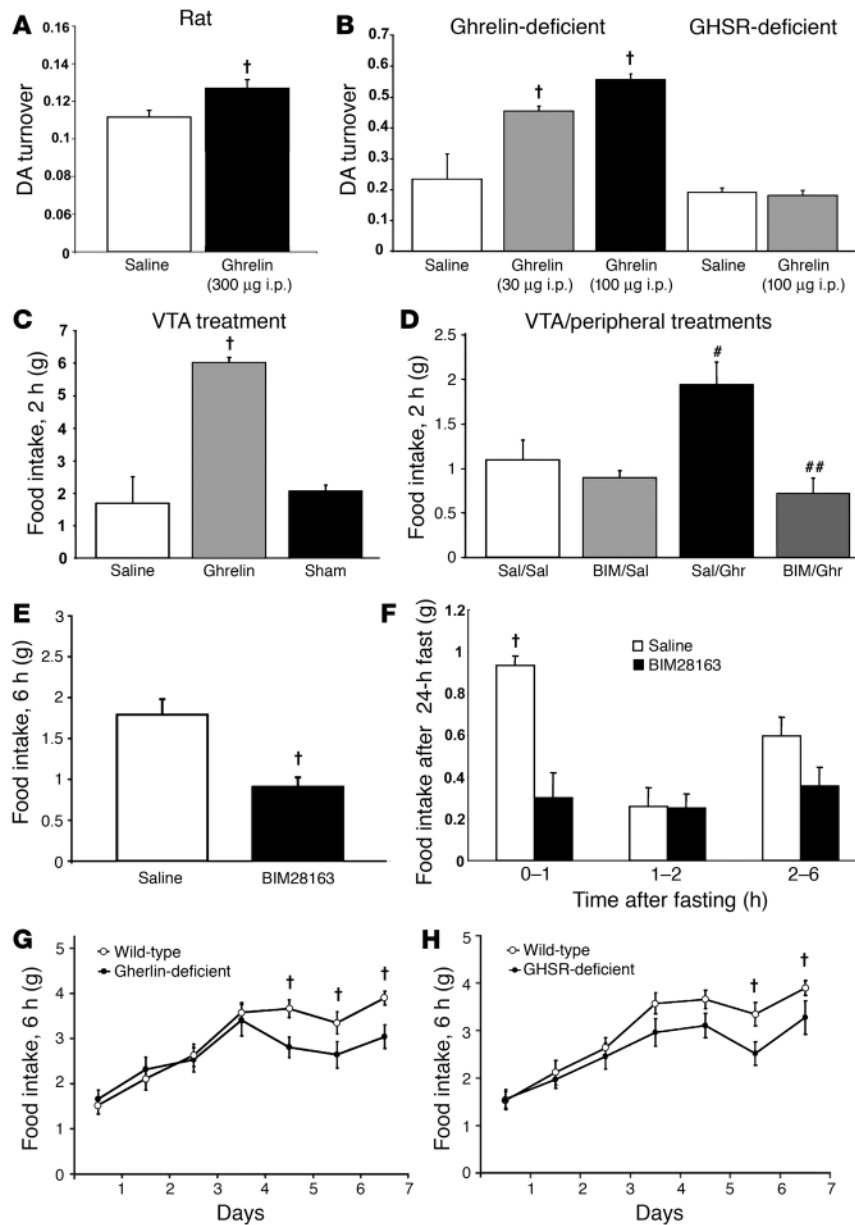 A
Rat
DA turnover
0.16
0.14
0.12
0.1
0.08
0.06
0
†
Saline
Ghrelin
(300 µg i.p.)
B
Ghrelin-deficient
GHSR-deficient
DA turnover
0.7
0.6
0.5
0.4
0.3
0.2
0.1
0
†
†
Saline
Ghrelin
(30 µg i.p.)
Ghrelin
(100 µg i.p.)
Saline
Ghrelin
(100 µg i.p.)
C
VTA treatment
Food intake, 2 h (g)
7
6
5
4
3
2
1
0
†
Saline
Ghrelin
Sham
D
VTA/peripheral treatments
Food intake, 2 h (g)
2.5
2
1.5
1
0.5
0
#
##
Sal/Sal
BIM/Sal
Sal/Ghr
BIM/Ghr
E
Food intake, 6 h (g)
3
2.5
2
1.5
1
0.5
0
†
Saline
BIM28163
F
Food intake after 24-h fast (g)
1.2
1
0.8
0.6
0.4
0.2
0
†
Saline
BIM28163
0–1
1–2
2–6
Time after fasting (h)
G
Food intake, 6 h (g)
5
4
3
2
1
0
Wild-type
Gherlin-deficient
†
†
†
1
2
3
4
5
6
7
Days
H
Food intake, 6 h (g)
5
4
3
2
1
0
Wild-type
GHSR-deficient
†
†
1
2
3
4
5
6
7
Days